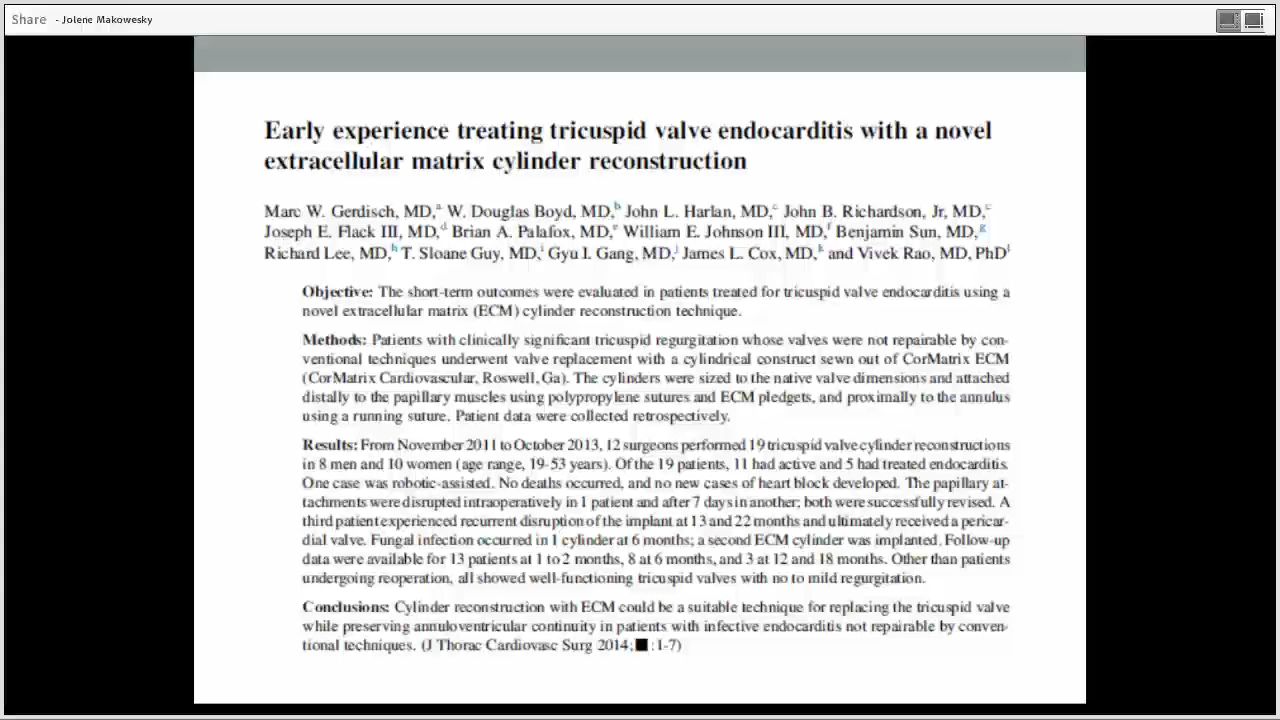 Share - Jolene Makowesky
Early experience treating tricuspid valve endocarditis with a novel
extracellular matrix cylinder reconstruction
Marc W. Gerdisch, MD,a W. Douglas Boyd, MD,b John L. Harlan, MD,c John B. Richardson, Jr, MD,c
Joseph E. Flack III, MD,d Brian A. Palafox, MD,e William E. Johnson III, MD,f Benjamin Sun, MD,g
Richard Lee, MD,h T. Sloane Guy, MD,i Gyu I. Gang, MD,j James L. Cox, MD,k and Vivek Rao, MD, PhDl
Objective: The short-term outcomes were evaluated in patients treated for tricuspid valve endocarditis using a
novel extracellular matrix (ECM) cylinder reconstruction technique.
Methods: Patients with clinically significant tricuspid regurgitation whose valves were not repairable by con-
ventional techniques underwent valve replacement with a cylindrical construct sewn out of CorMatrix ECM
(CorMatrix Cardiovascular, Roswell, Ga). The cylinders were sized to the native valve dimensions and attached
distally to the papillary muscles using polypropylene sutures and ECM pledgets, and proximally to the annulus
using a running suture. Patient data were collected retrospectively.
Results: From November 2011 to October 2013, 12 surgeons performed 19 tricuspid valve cylinder reconstructions
in 8 men and 10 women (age range, 19-53 years). Of the 19 patients, 11 had active and 5 had treated endocarditis.
One case was robotic-assisted. No deaths occurred, and no new cases of heart block developed. The papillary at-
tachments were disrupted intraoperatively in 1 patient and after 7 days in another; both were successfully revised. A
third patient experienced recurrent disruption of the implant at 13 and 22 months and ultimately received a pericar-
dial valve. Fungal infection occurred in 1 cylinder at 6 months; a second ECM cylinder was implanted. Follow-up
data were available for 13 patients at 1 to 2 months, 8 at 6 months, and 3 at 12 and 18 months. Other than patients
undergoing reoperation, all showed well-functioning tricuspid valves with no to mild regurgitation.
Conclusions: Cylinder reconstruction with ECM could be a suitable technique for replacing the tricuspid valve
while preserving annuloventricular continuity in patients with infective endocarditis not repairable by conven-
tional techniques. (J Thorac Cardiovasc Surg 2014;■:1-7)